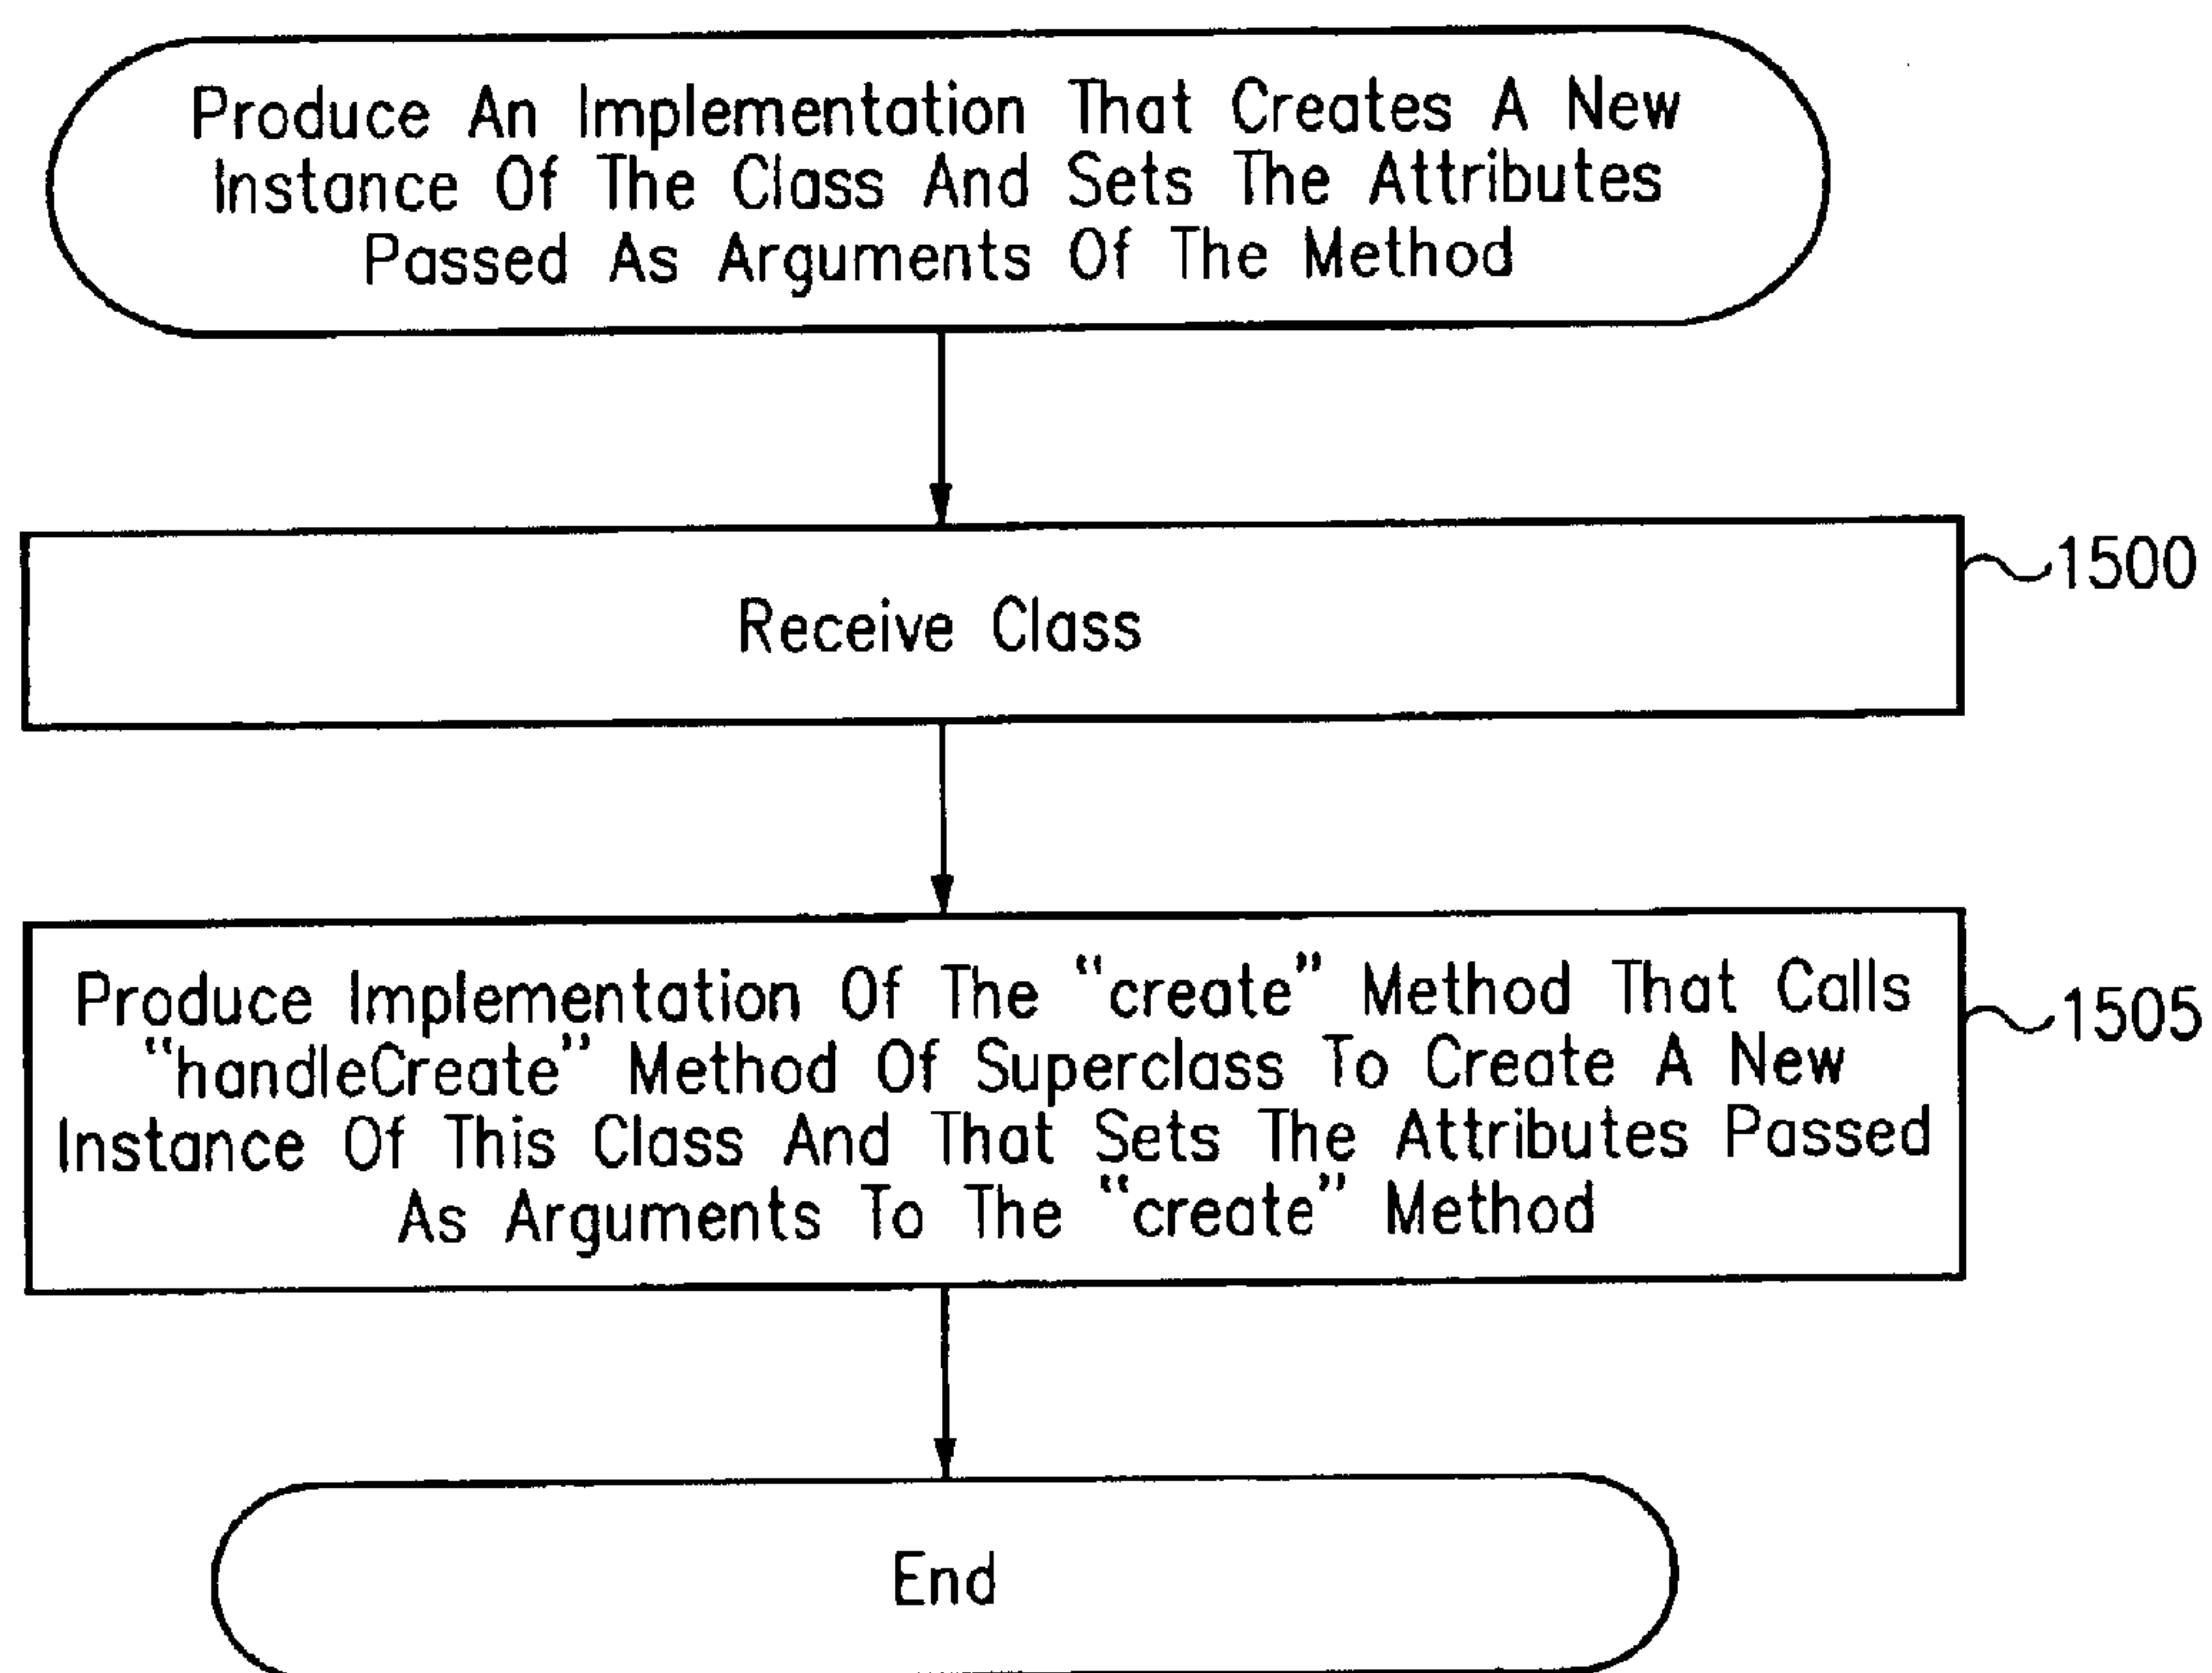 Produce An Implementation That Creates A New
Instance Of The Class And Sets The Attributes
Passed As Arguments Of The Method
Receive Class
1500
Produce Implementation Of The “create” Method That Calls
“handleCreate” Method Of Superclass To Create A New
Instance Of This Class And That Sets The Attributes Passed
As Arguments To The “create” Method
1505
End